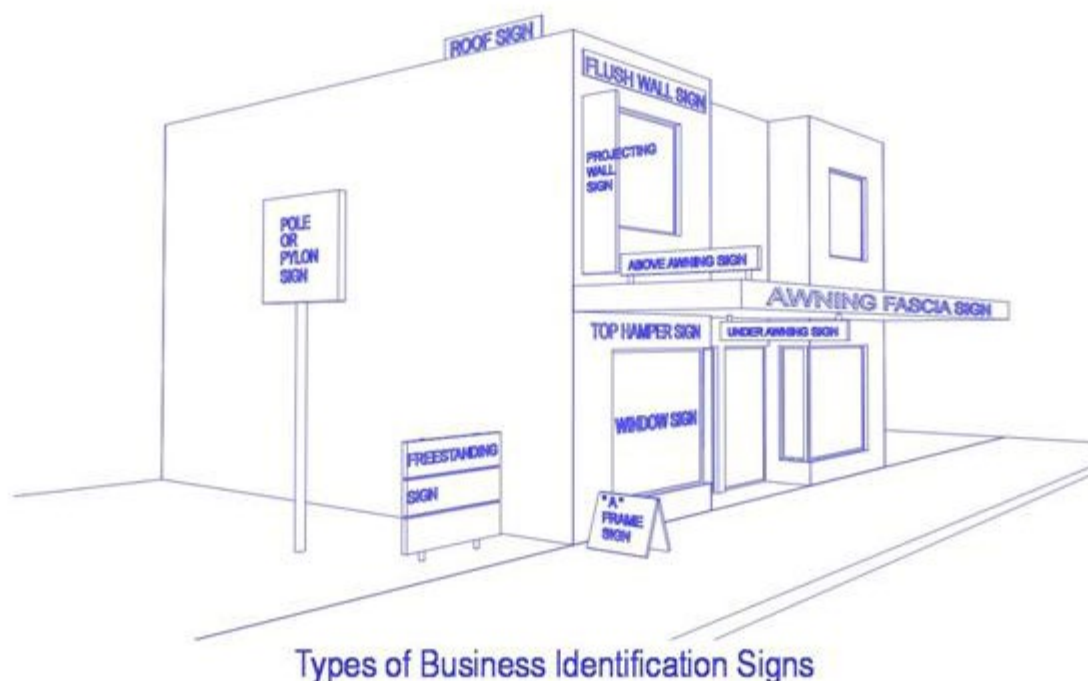 ROOF SIGN
FLUSH WALL SIGN
PROJECTING
WALL
SIGN
POLE
OR
PYLON
SIGN
ABOVE AWNING SIGN
AWNING FASCIA SIGN
TOP HAMPER SIGN
UNDER AWNING SIGN
WINDOW SIGN
FREESTANDING
SIGN
"A"
FRAME
SIGN
Types of Business Identification Signs